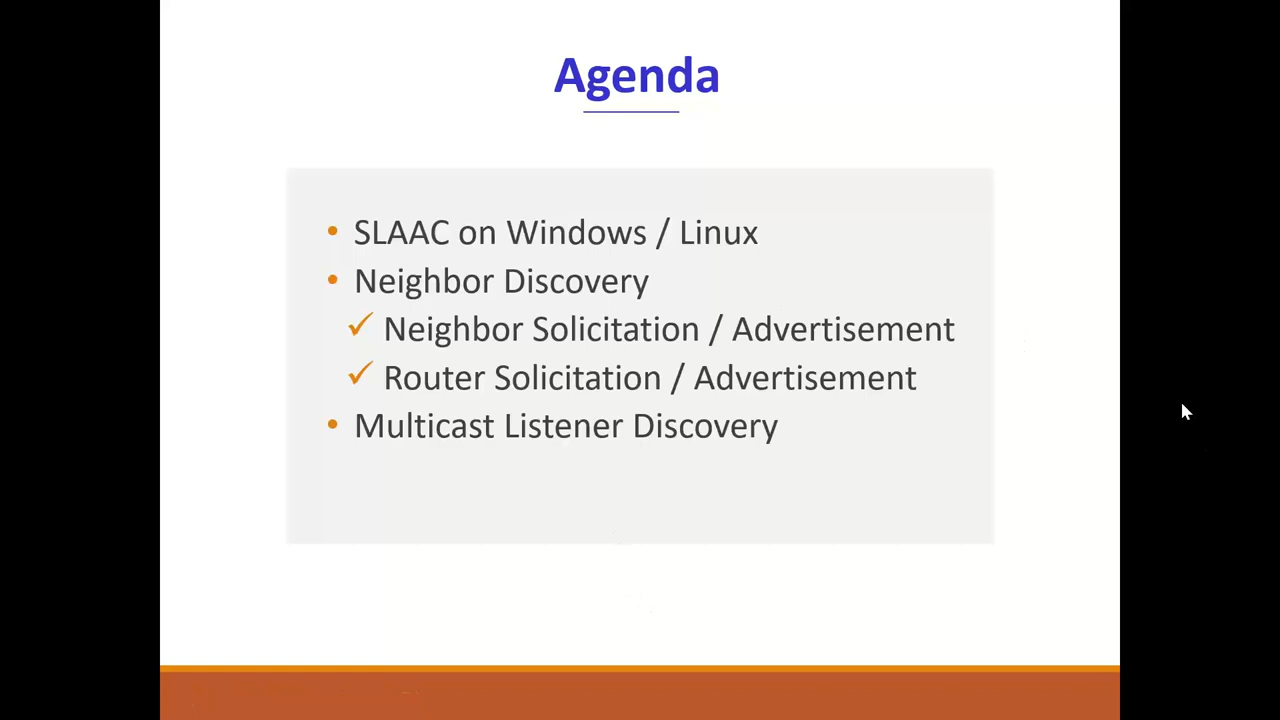 Agenda
• SLAAC on Windows / Linux
• Neighbor Discovery
✓ Neighbor Solicitation / Advertisement
✓ Router Solicitation / Advertisement
• Multicast Listener Discovery